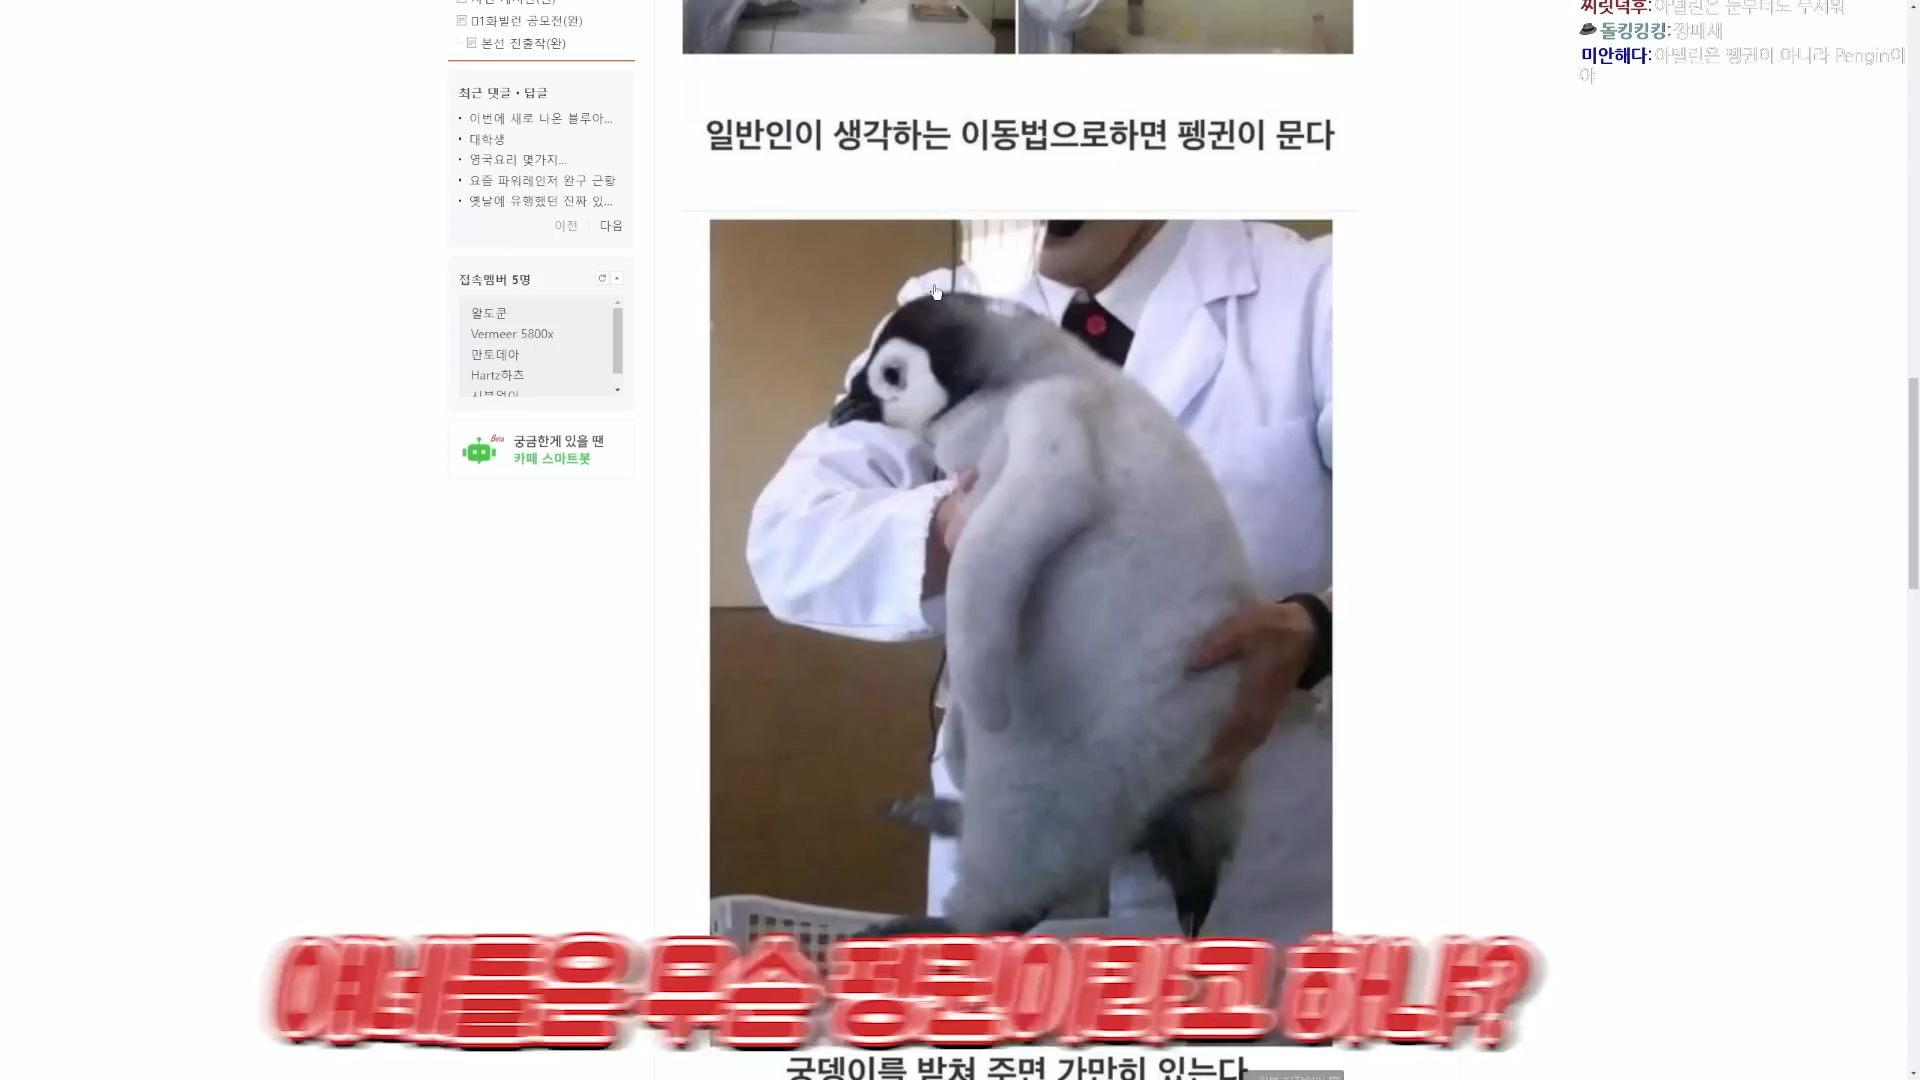 1화빌런 공모전(완)
본선 진출작(완)
최근 댓글・답글
이번에 새로 나온 블루아...
대학생
영국요리 몇가지...
요즘 파워레인저 완구 근황
옛날에 유행했던 진짜 있...
이전 다음
접속멤버 5명
왈도쿤
Vermeer 5800x
만토데아
Hartz하츠
Beta
궁금한게 있을 땐
카페 스마트봇
일반인이 생각하는 이동법으로하면 펭귄이 문다
얘네들을 무슨 펭귄이라고 하냐?
궁뎅이를 받쳐 주면 가만히 있는다
찌릿덕후: 아델린은 눈부터도 무서워
돌킹킹킹: 장패새
미안해다: 아델린은 펭귄이 아니라 Pengin이
야